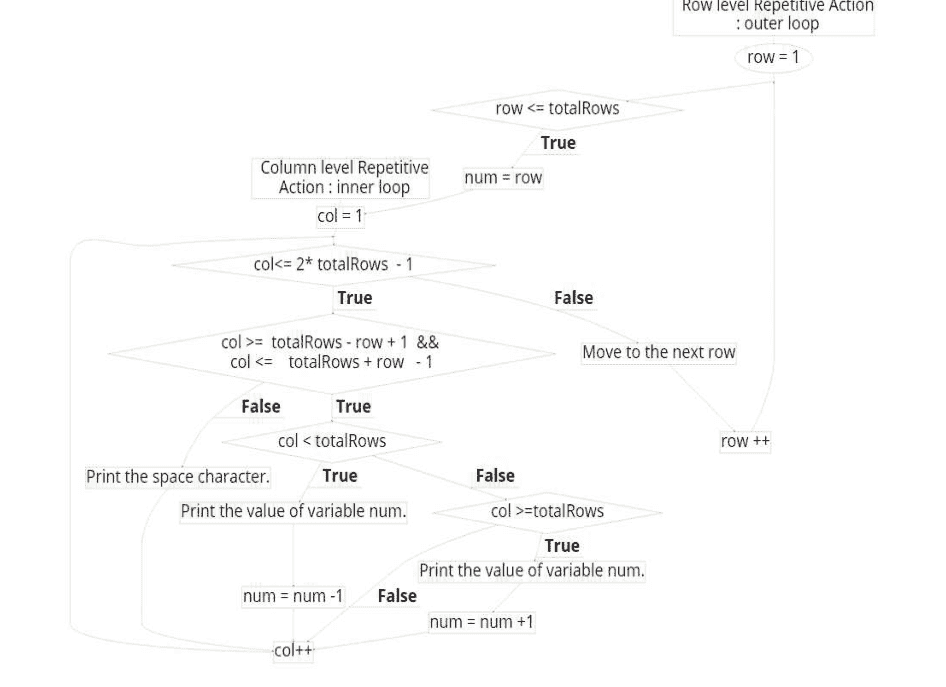 Row level Repetitive Action
: outer loop
row = 1
row <= totalRows
True
num = row
Column level Repetitive
Action : inner loop
col = 1
col<= 2* totalRows - 1
True
False
col >= totalRows - row + 1 &&
col <= totalRows + row - 1
Move to the next row
False
True
col < totalRows
row ++
Print the space character.
True
False
Print the value of variable num.
col >=totalRows
True
Print the value of variable num.
num = num -1
False
num = num +1
col++